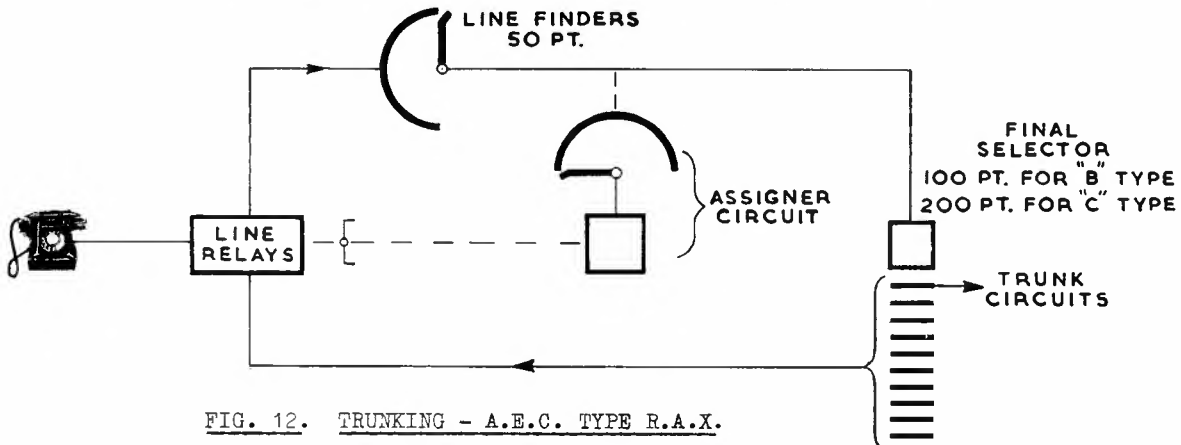 LINE FINDERS
50 PT.
FINAL
SELECTOR
100 PT. FOR "B" TYPE
200 PT. FOR "C" TYPE
ASSIGNER
CIRCUIT
LINE
RELAYS
TRUNK
CIRCUITS
FIG. 12. TRUNKING - A.E.C. TYPE R.A.X.